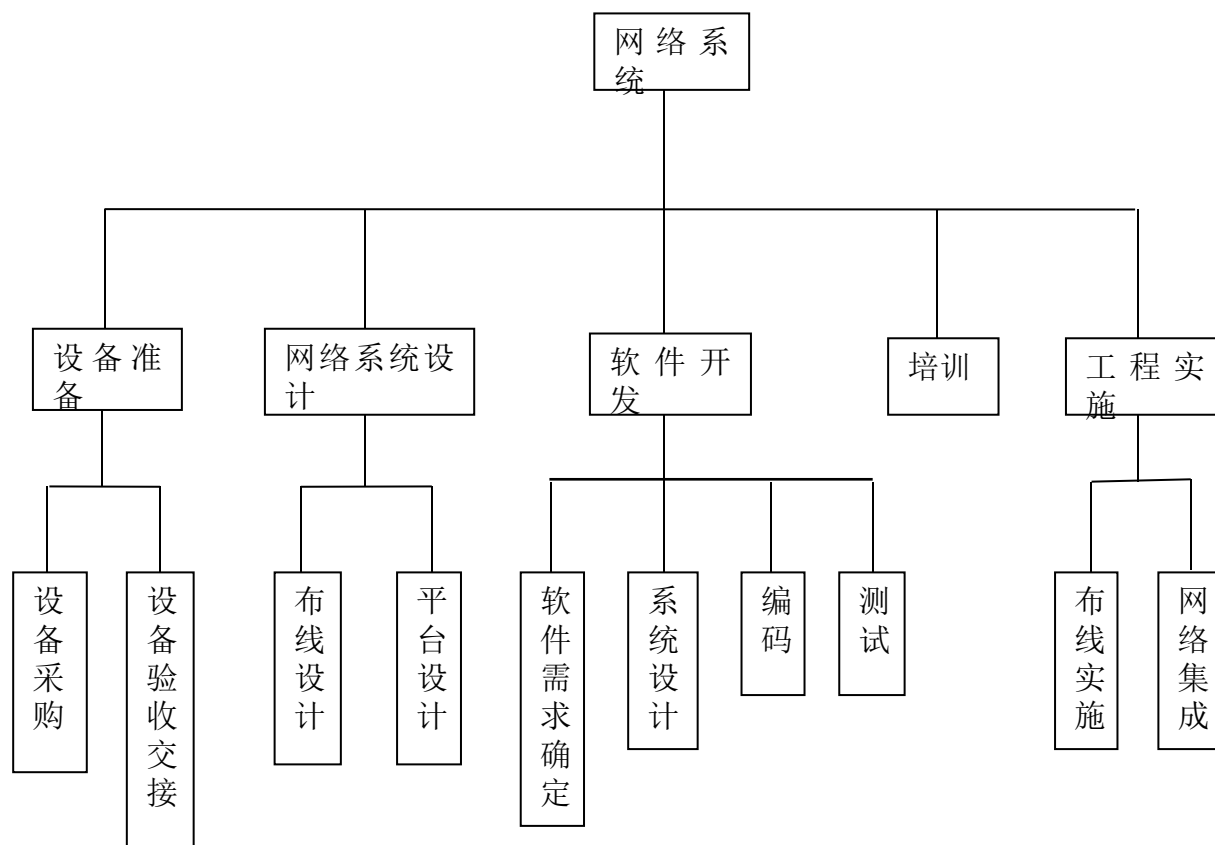 网络系
统
设备准
备
网络系统设
计
软件开
发
培训
工程实
施
设备采购
设备验收交接
布线设计
平台设计
软件需求确定
系统设计
编码
测试
布线实施
网络集成